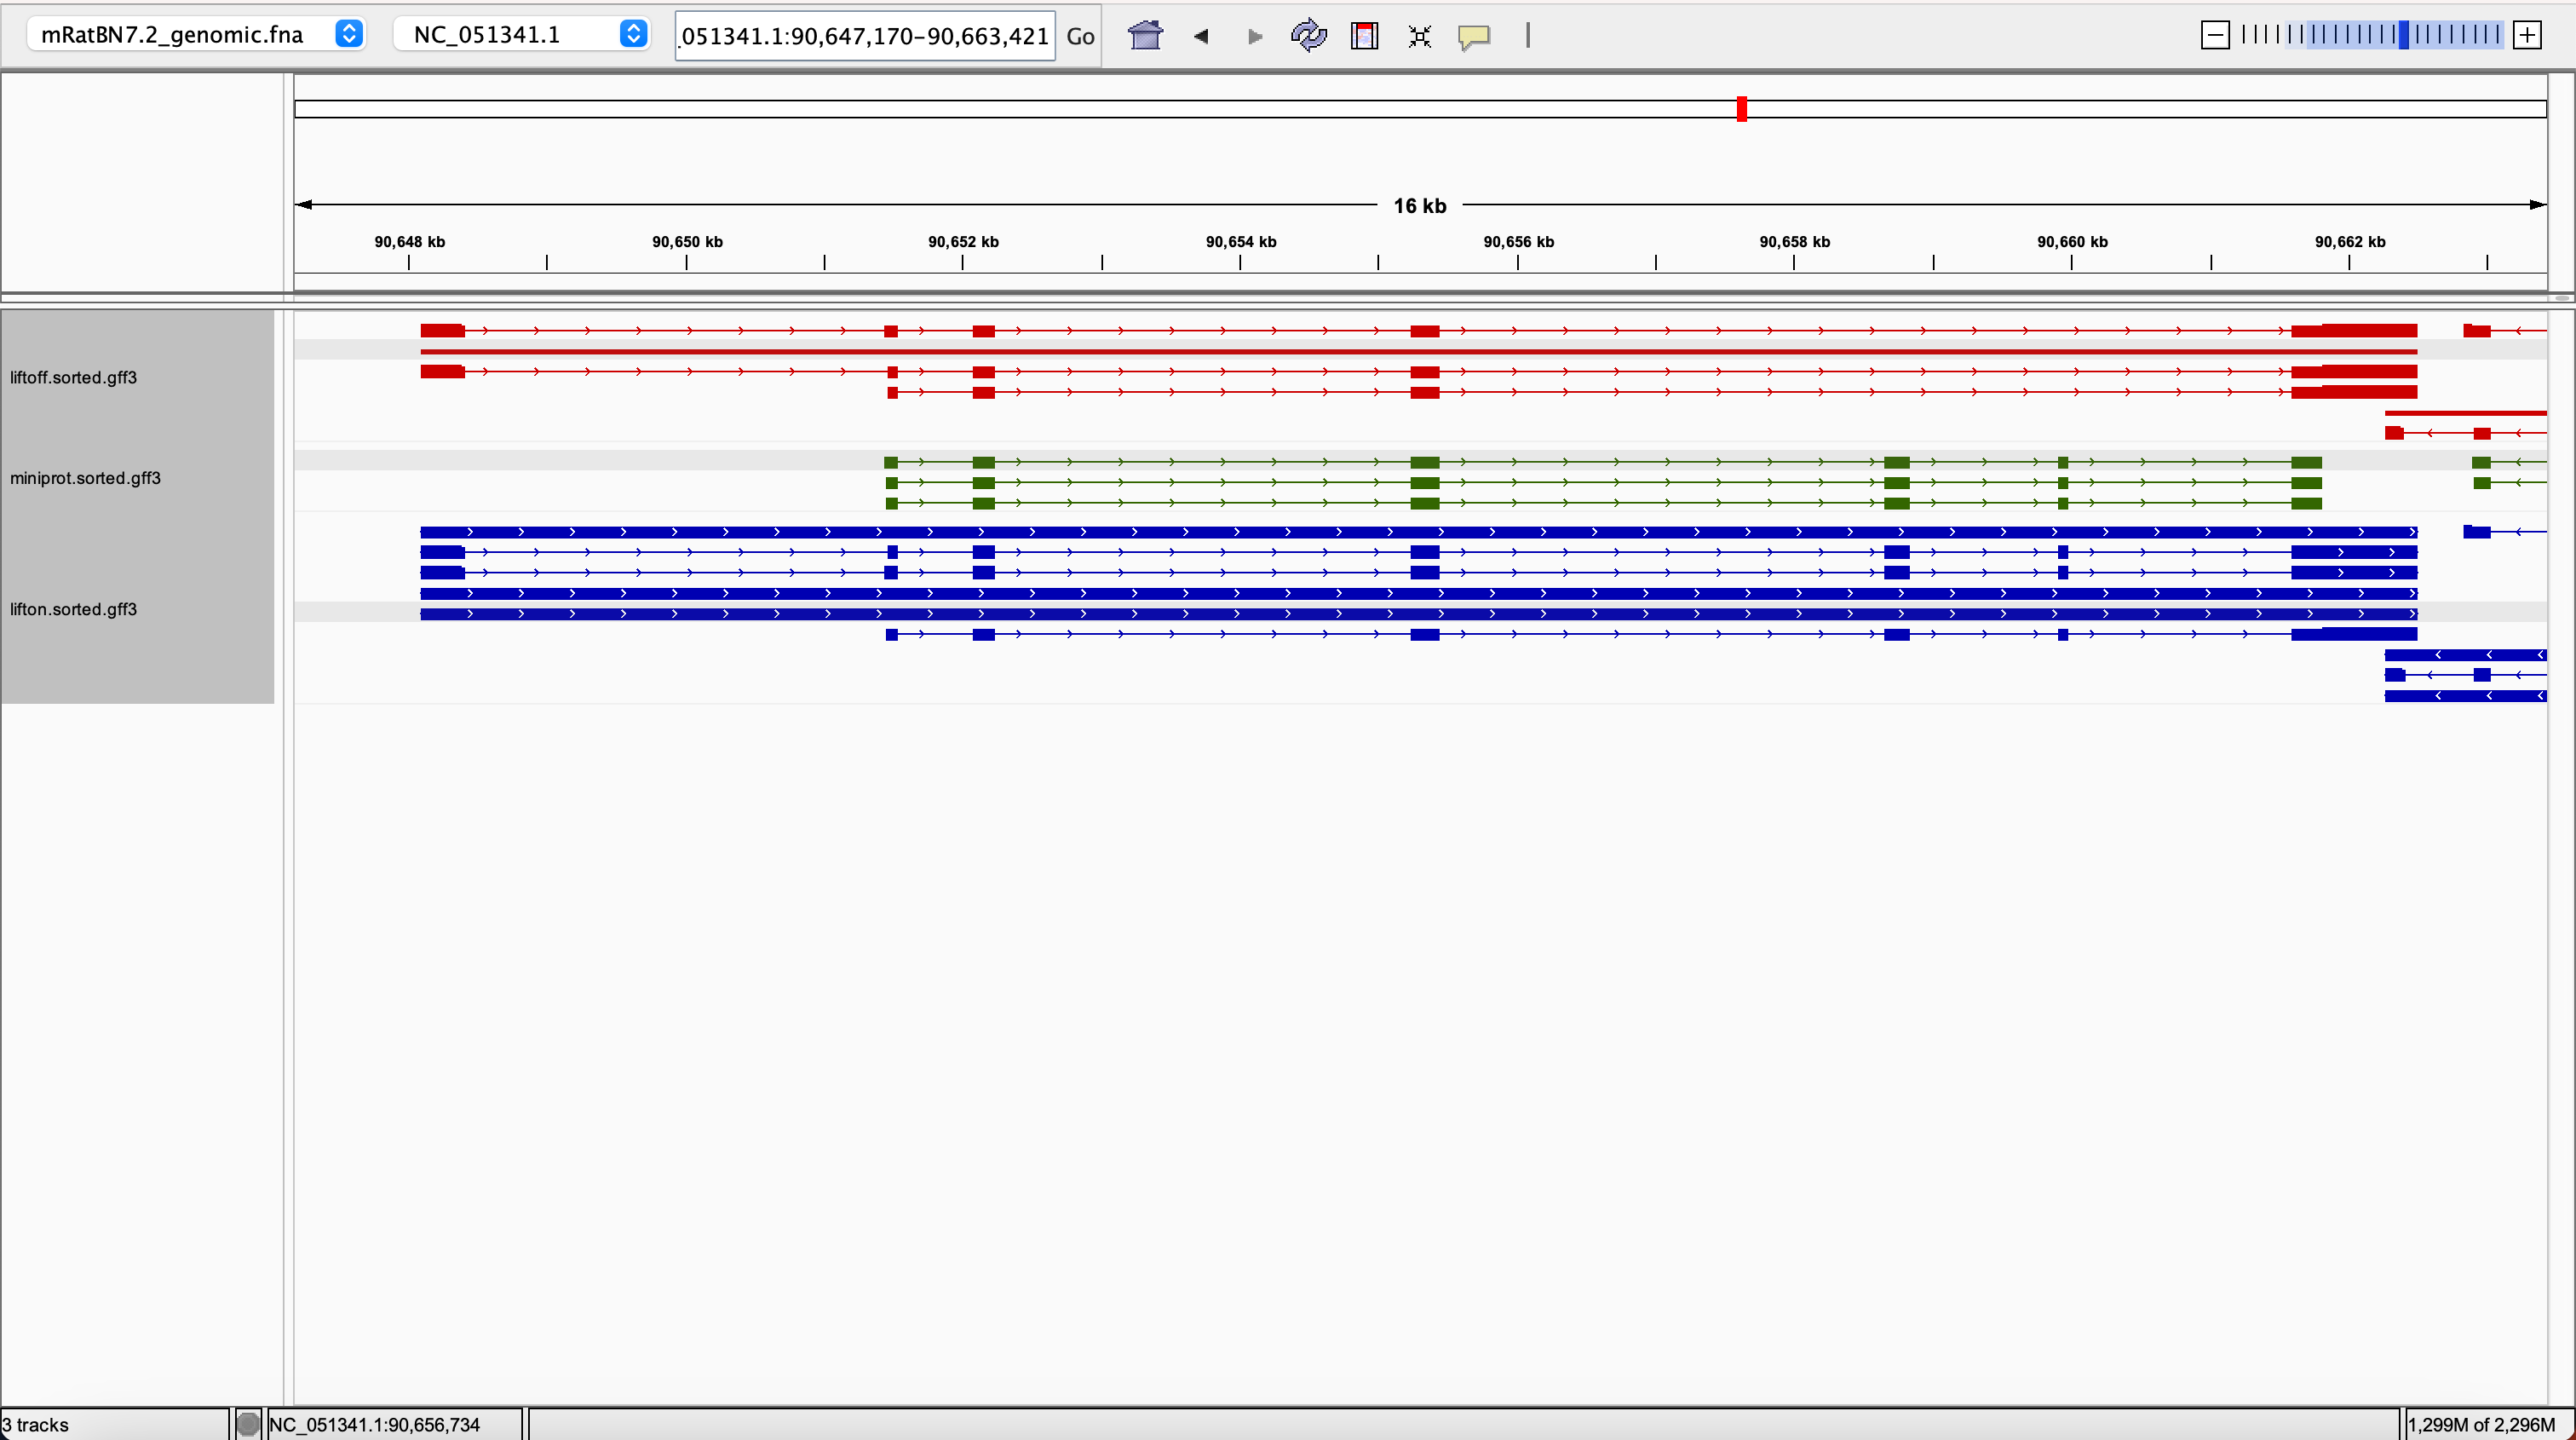 mRatBN7.2_genomic.fna NC_051341.1 .051341.1:90,647,170-90,663,421 Go
16 kb
90,648 kb 90,650 kb 90,652 kb 90,654 kb 90,656 kb 90,658 kb 90,660 kb 90,662 kb
liftoff.sorted.gff3
miniprot.sorted.gff3
lifton.sorted.gff3
3 tracks NC_051341.1:90,656,734 1,299M of 2,296M